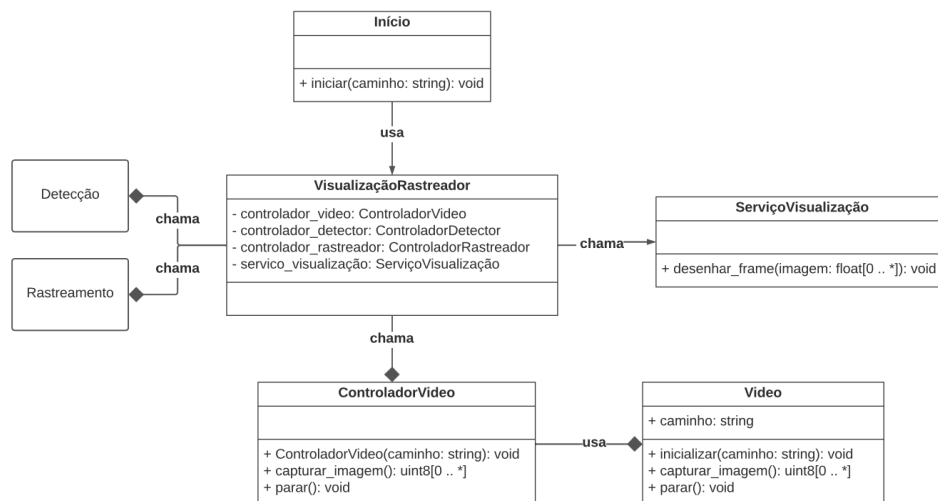 Início
+ iniciar(caminho: string): void
usa
Detecção
chama
chama
Rastreamento
VisualizaçãoRastreador
- controlador_video: ControladorVideo
- controlador_detector: ControladorDetector
- controlador_rastreador: ControladorRastreador
- servico_visualização: ServiçoVisualização
chama
ServiçoVisualização
+ desenhar_frame(imagem: float[0 .. *]): void
chama
ControladorVideo
+ ControladorVideo(caminho: string): void
+ capturar_imagem(): uint8[0 .. *]
+ parar(): void
usa
Video
+ caminho: string
+ inicializar(caminho: string): void
+ capturar_imagem(): uint8[0 .. *]
+ parar(): void